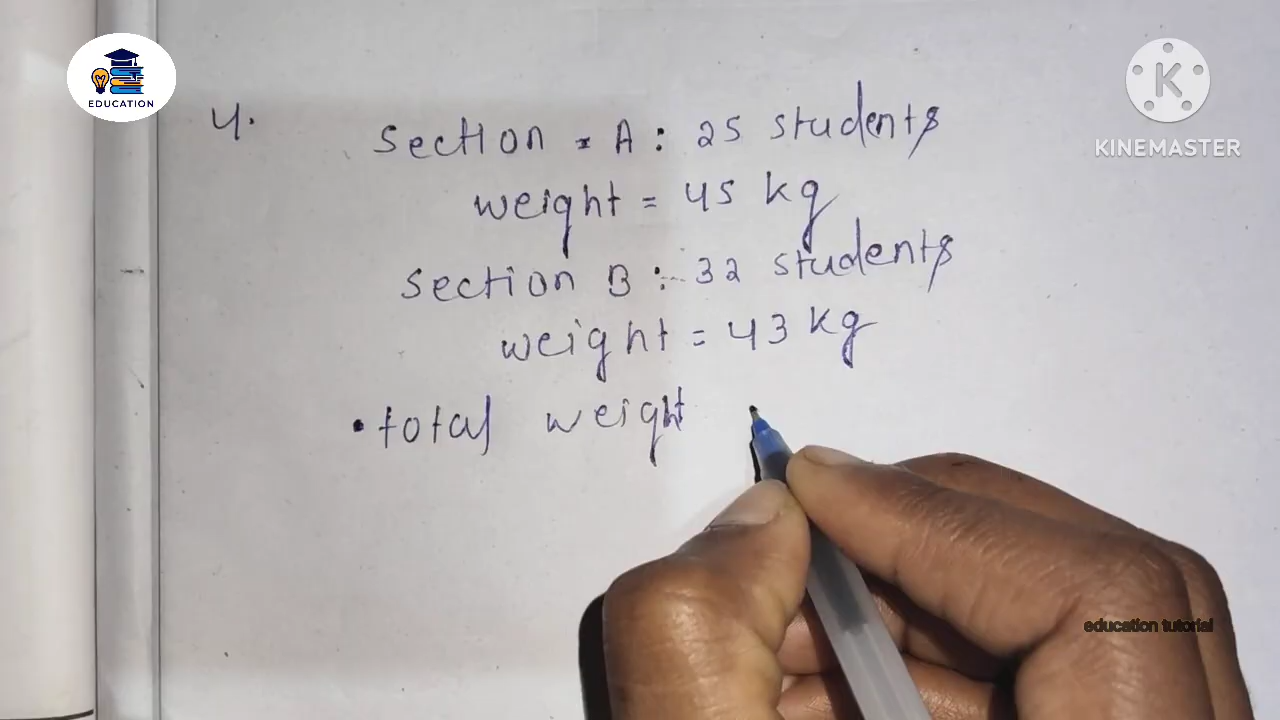 EDUCATION
KINEMASTER
4.
Section - A : 25 students
weight = 45 kg
Section B : 32 students
weight = 43 kg
• total weight
education tutorial